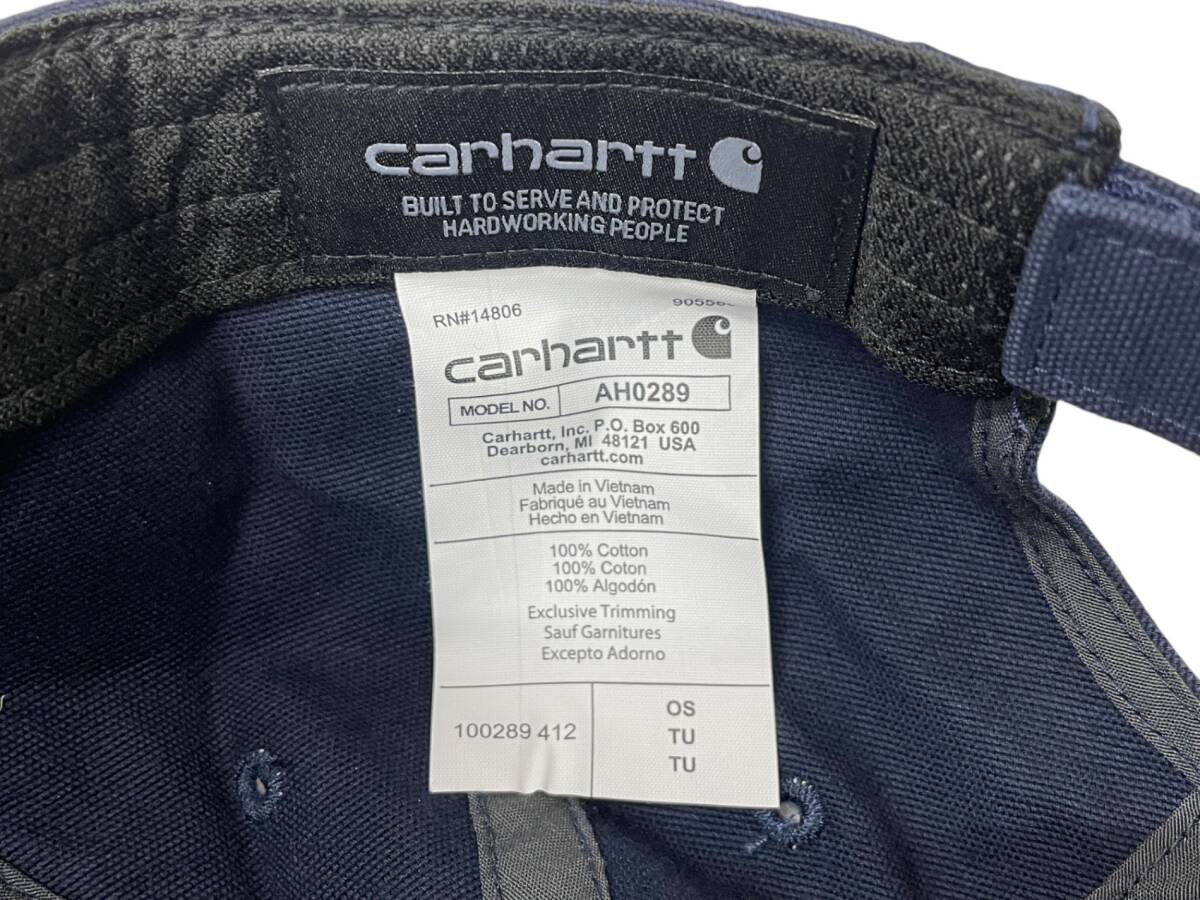 carhartt
BUILT TO SERVE AND PROTECT
HARDWORKING PEOPLE
RN#14806
carhartt
MODEL NO. AH0289
Carhartt, Inc. P.O. Box 600
Dearborn, MI 48121 USA
carhartt.com
Made in Vietnam
Fabriqué au Vietnam
Hecho en Vietnam
100% Cotton
100% Coton
100% Algodón
Exclusive Trimming
Sauf Garnitures
Excepto Adorno
100289 412
OS
TU
TU